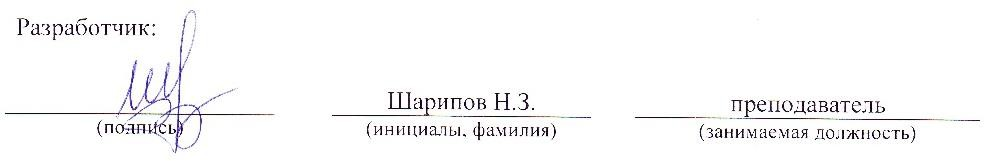 Разработчик:
Шарипов Н.З. преподаватель
(подпись) (инициалы, фамилия) (занимаемая должность)